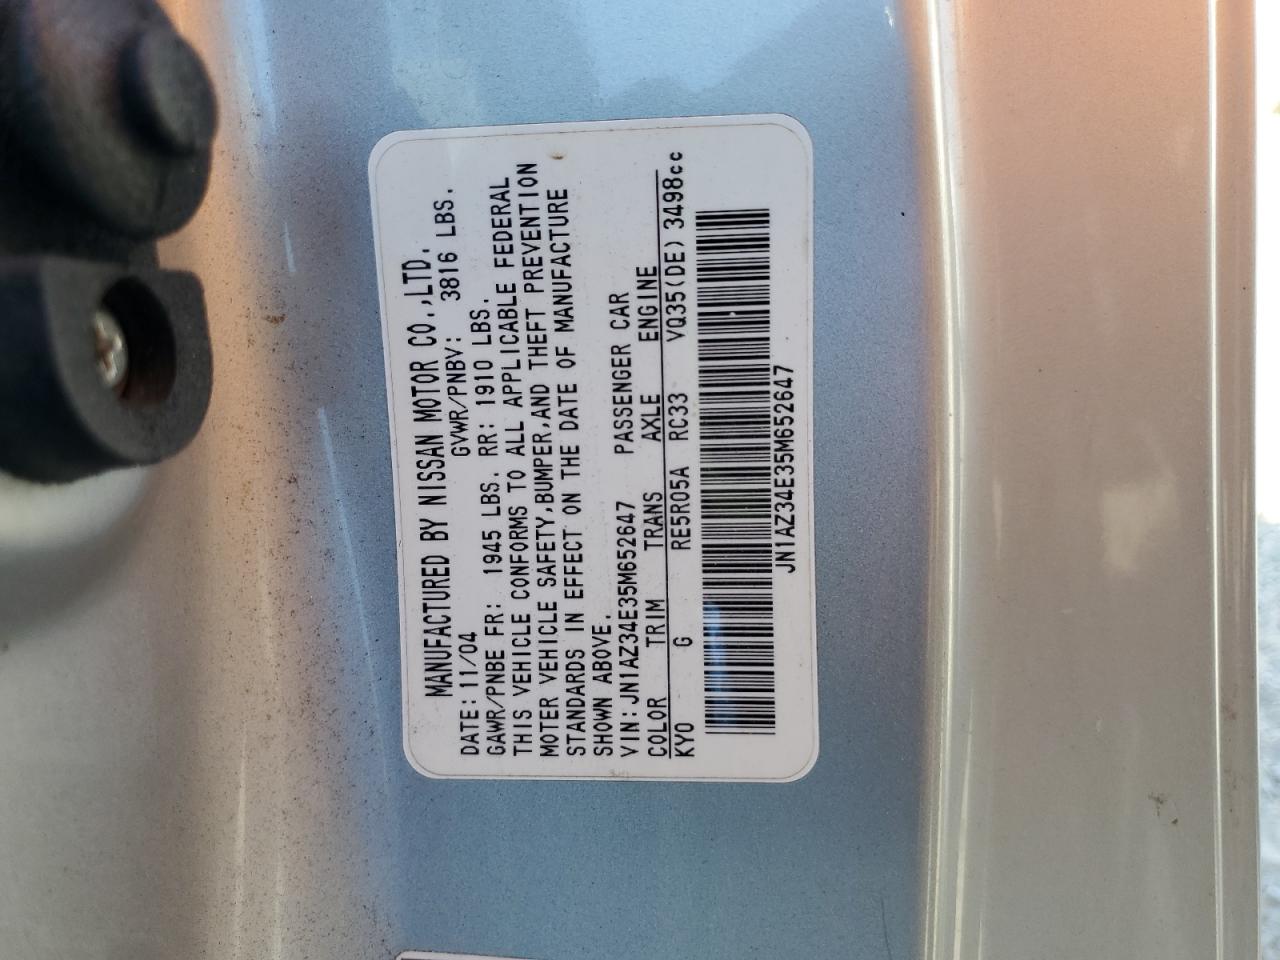 MANUFACTURED BY NISSAN MOTOR CO.,LTD.
DATE: 11/04 GVWR/PNBV: 3816 LBS.
GAWR/PNBE FR: 1945 LBS. RR: 1910 LBS.
THIS VEHICLE CONFORMS TO ALL APPLICABLE FEDERAL
MOTER VEHICLE SAFETY,BUMPER,AND THEFT PREVENTION
STANDARDS IN EFFECT ON THE DATE OF MANUFACTURE
SHOWN ABOVE.
VIN:JN1AZ34E35M652647 PASSENGER CAR
COLOR TRIM TRANS AXLE ENGINE
KY0 G RE5R05A RC33 VQ35(DE) 3498cc
JN1AZ34E35M652647